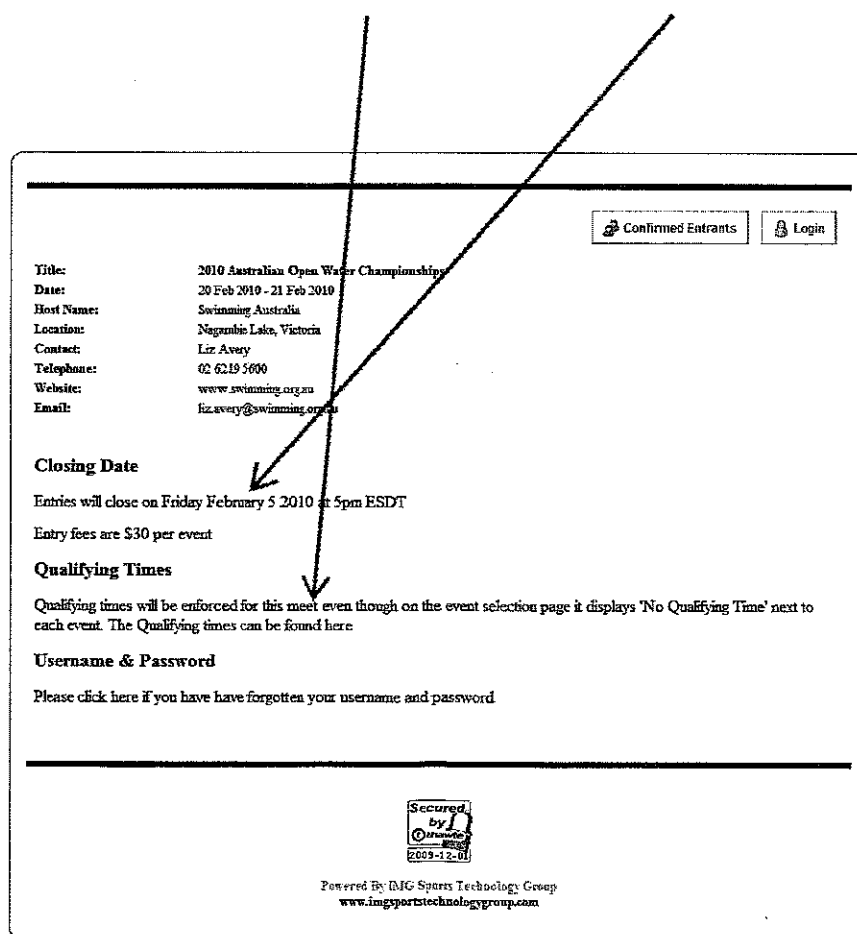 Confirmed Entrants
Login
Title: 2010 Australian Open Water Championships
Date: 20 Feb 2010 - 21 Feb 2010
Host Name: Swimming Australia
Location: Nagambie Lake, Victoria
Contact: Liz Avery
Telephone: 02 6219 5600
Website: www.swimming.org.au
Email: liz.avery@swimming.org.au
Closing Date
Entries will close on Friday February 5 2010 at 5pm ESDT
Entry fees are $30 per event
Qualifying Times
Qualifying times will be enforced for this meet even though on the event selection page it displays 'No Qualifying Time' next to
each event. The Qualifying times can be found here
Username & Password
Please click here if you have have forgotten your username and password
Secured
by
thawte
2009-12-01
Powered By IMG Sports Technology Group
www.imgsportstechnologygroup.com